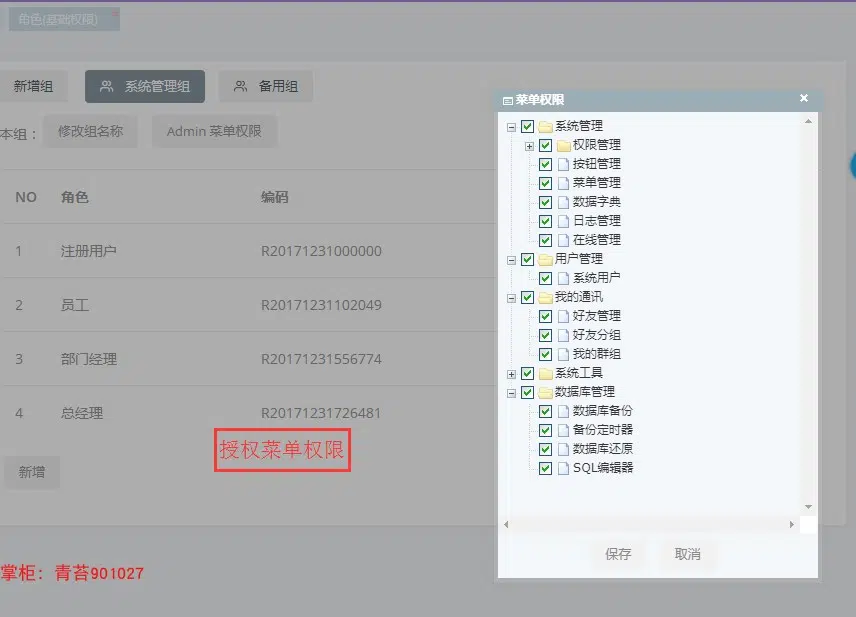 角色(基础权限)
新增组 系统管理组 备用组
本组： 修改组名称 Admin 菜单权限
NO 角色 编码
1 注册用户 R20171231000000
2 员工 R20171231102049
3 部门经理 R20171231556774
4 总经理 R20171231726481
授权菜单权限
新增
掌柜：青苔901027
菜单权限
系统管理
权限管理
按钮管理
菜单管理
数据字典
日志管理
在线管理
用户管理
系统用户
我的通讯
好友管理
好友分组
我的群组
系统工具
数据库管理
数据库备份
备份定时器
数据库还原
SQL编辑器
保存 取消